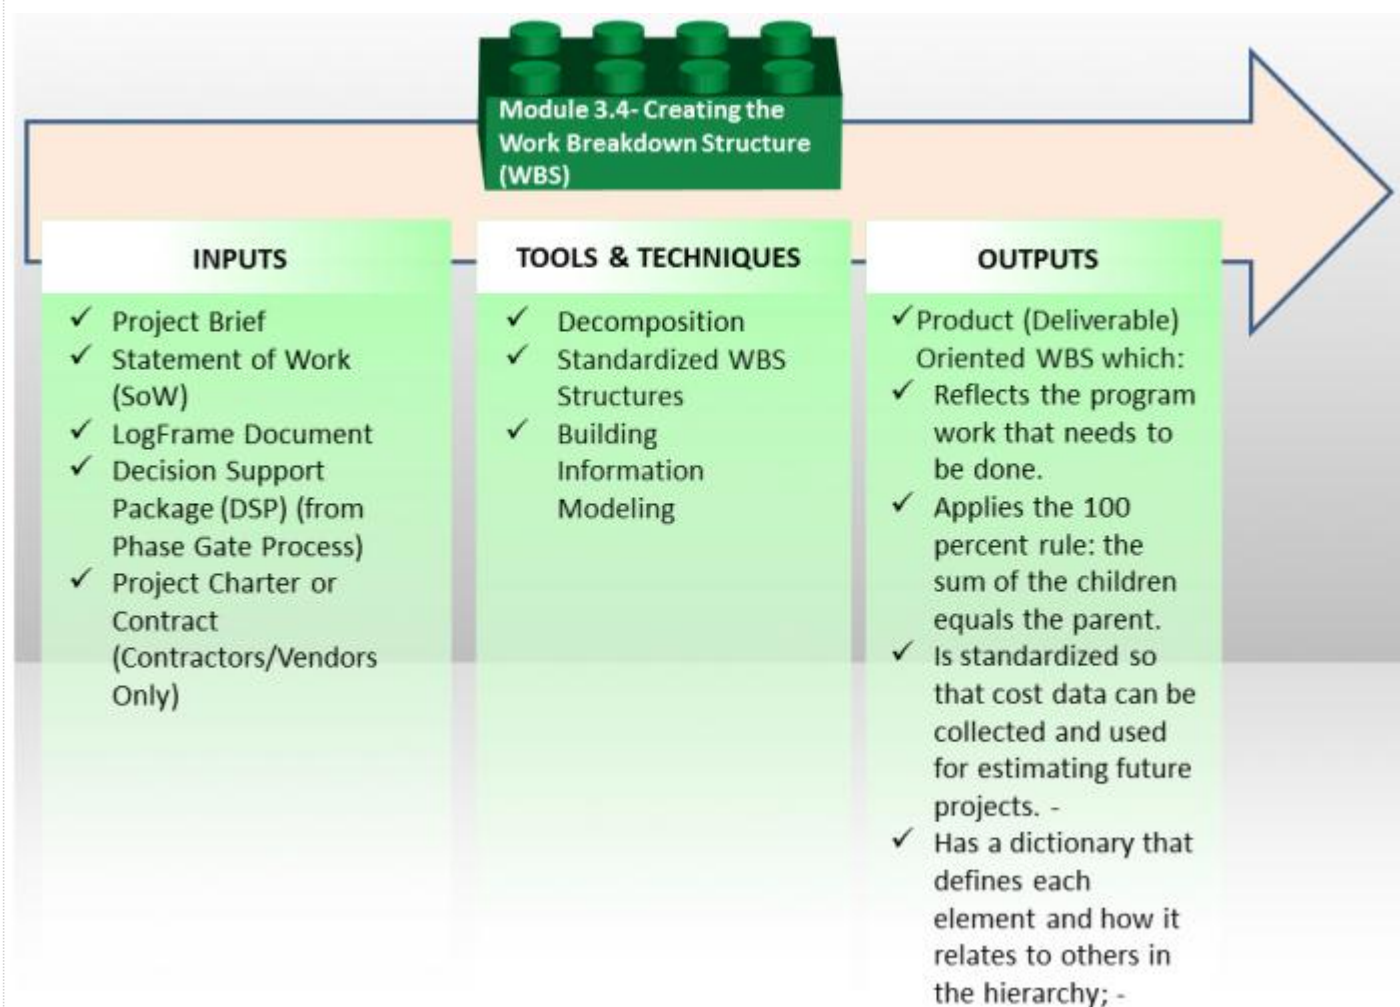 Module 3.4- Creating the
Work Breakdown Structure
(WBS)
INPUTS
✓ Project Brief
✓ Statement of Work
(SoW)
✓ LogFrame Document
✓ Decision Support
Package (DSP) (from
Phase Gate Process)
✓ Project Charter or
Contract
(Contractors/Vendors
Only)
TOOLS & TECHNIQUES
✓ Decomposition
✓ Standardized WBS
Structures
✓ Building
Information
Modeling
OUTPUTS
✓ Product (Deliverable)
Oriented WBS which:
✓ Reflects the program
work that needs to
be done.
✓ Applies the 100
percent rule: the
sum of the children
equals the parent.
✓ Is standardized so
that cost data can be
collected and used
for estimating future
projects. -
✓ Has a dictionary that
defines each
element and how it
relates to others in
the hierarchy; -